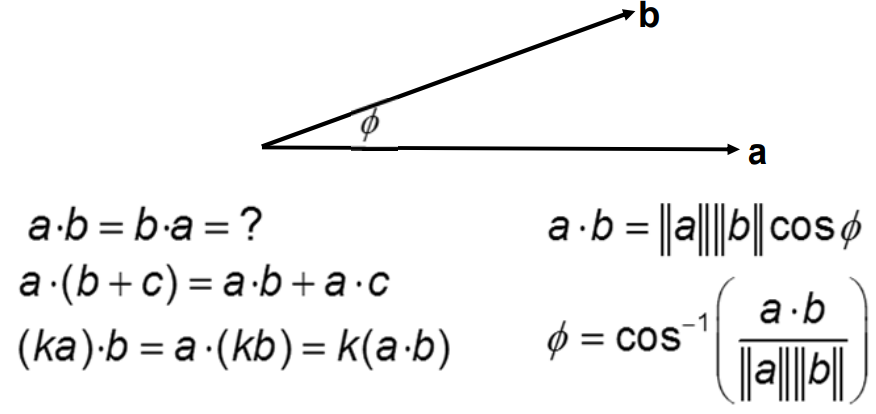 b
ϕ
a
a·b = b·a = ?
a·(b + c) = a·b + a·c
(ka)·b = a·(kb) = k(a·b)
a·b = ‖a‖‖b‖ cos ϕ
ϕ = cos⁻¹ ( a·b / ‖a‖‖b‖ )